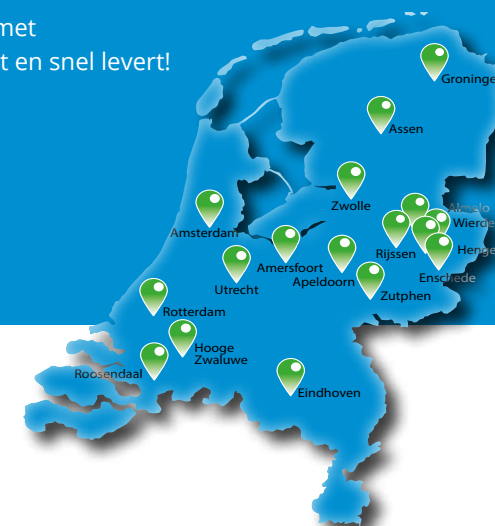 met
t en snel levert!
Groninge
Assen
Zwolle
Almelo
Wierde
Amsterdam
Rijssen
Henge
Amersfoort
Enschede
Apeldoorn
Utrecht
Zutphen
Rotterdam
Hooge
Zwaluwe
Roosendaal
Eindhoven